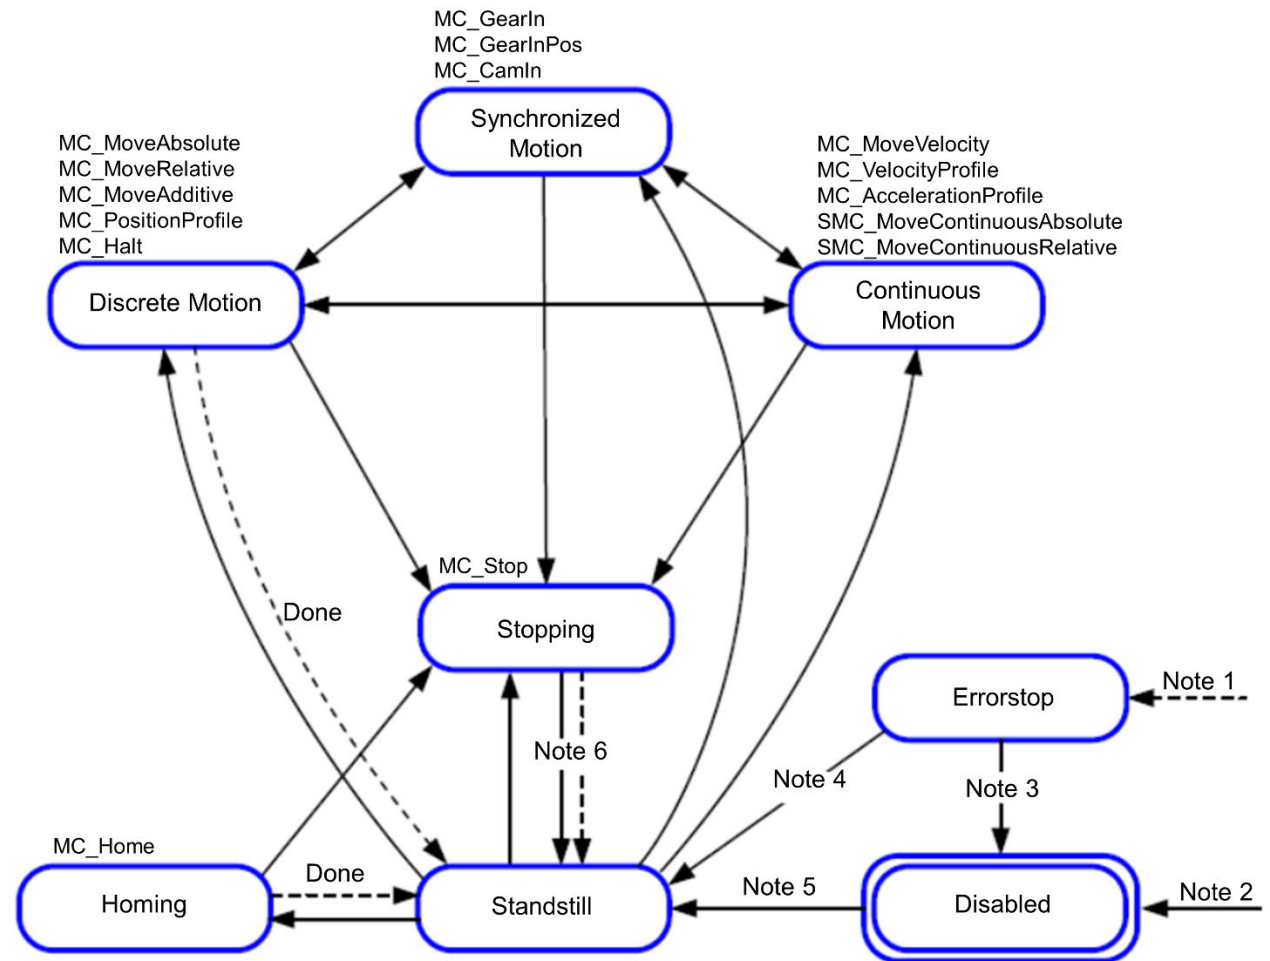 MC_GearIn
MC_GearInPos
MC_CamIn
Synchronized
Motion
MC_MoveAbsolute
MC_MoveRelative
MC_MoveAdditive
MC_PositionProfile
MC_Halt
Discrete Motion
MC_MoveVelocity
MC_VelocityProfile
MC_AccelerationProfile
SMC_MoveContinuousAbsolute
SMC_MoveContinuousRelative
Continuous
Motion
MC_Stop
Stopping
Done
Errorstop
Note 1
Note 6
Note 4
Note 3
MC_Home
Homing
Done
Standstill
Note 5
Disabled
Note 2